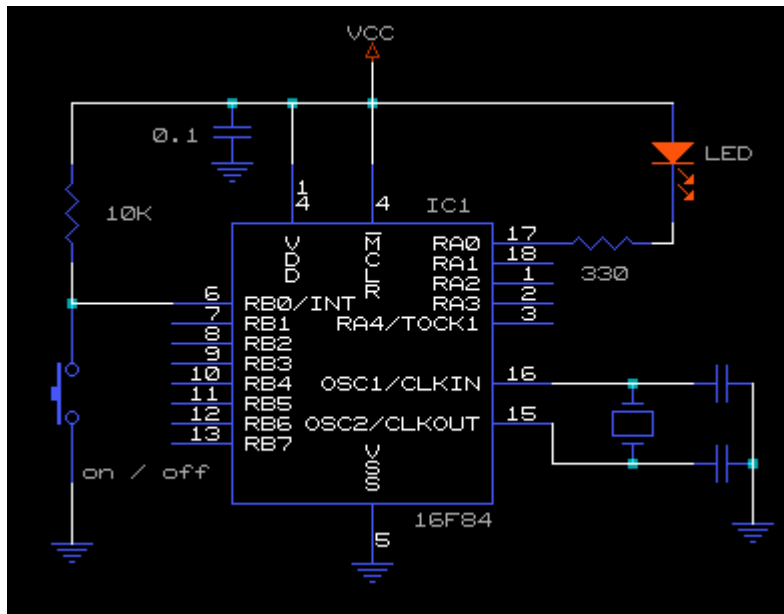 VCC
0.1
LED
10K
14
4
IC1
VDD
MCLR
RA0 17
RA1 18
RA2 1
RA3 2
RA4/TOCK1 3
330
6 RB0/INT
7 RB1
8 RB2
9 RB3
10 RB4
11 RB5
12 RB6
13 RB7
OSC1/CLKIN 16
OSC2/CLKOUT 15
VSS
on / off
16F84
5